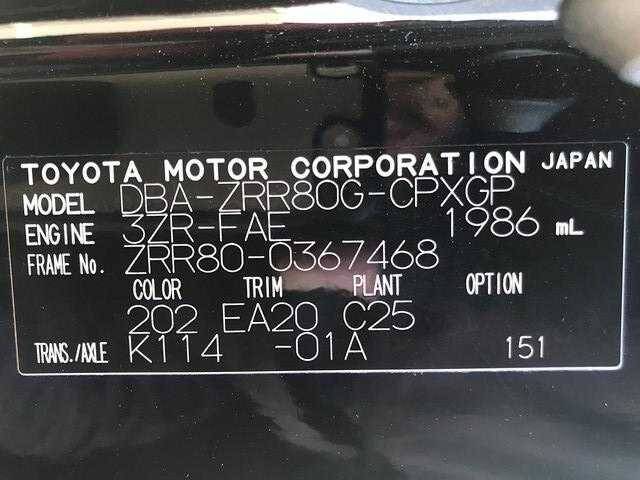 TOYOTA MOTOR CORPORATION JAPAN
MODEL DBA-ZRR80G-CPXGP
ENGINE 3ZR-FAE 1986 mL
FRAME No. ZRR80-0367468
COLOR TRIM PLANT OPTION
202 EA20 C25
TRANS./AXLE K114 -01A 151